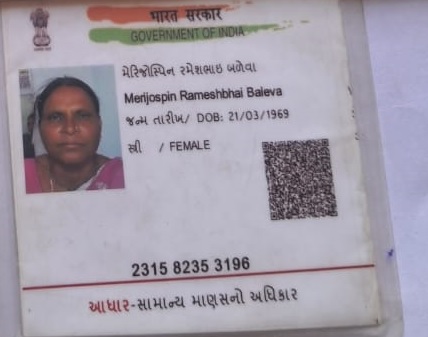 भारत सरकार
GOVERNMENT OF INDIA
મેરિજોસ્પિન રમેશભાઇ બળેવા
Merijospin Rameshbhai Baleva
જન્મ તારીખ/ DOB: 21/03/1969
સ્ત્રી / FEMALE
2315 8235 3196
આધાર-સામાન્ય માણસનો અધિકાર